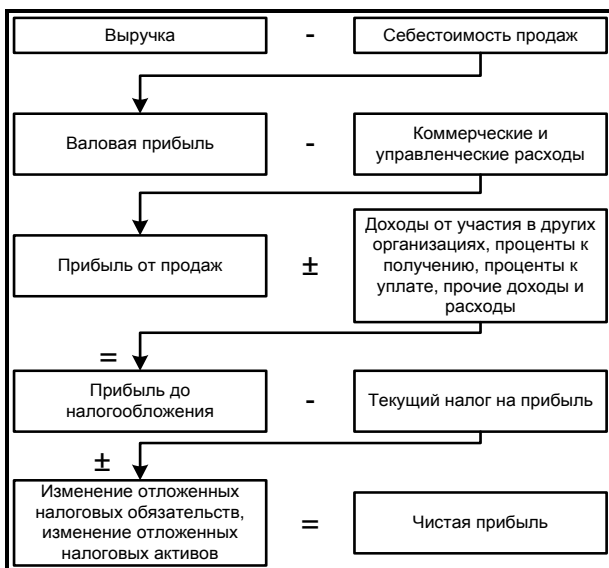 Выручка
-
Себестоимость продаж
Валовая прибыль
-
Коммерческие и
управленческие расходы
Прибыль от продаж
±
Доходы от участия в других
организациях, проценты к
получению, проценты к
уплате, прочие доходы и
расходы
=
Прибыль до
налогообложения
-
Текущий налог на прибыль
±
Изменение отложенных
налоговых обязательств,
изменение отложенных
налоговых активов
=
Чистая прибыль